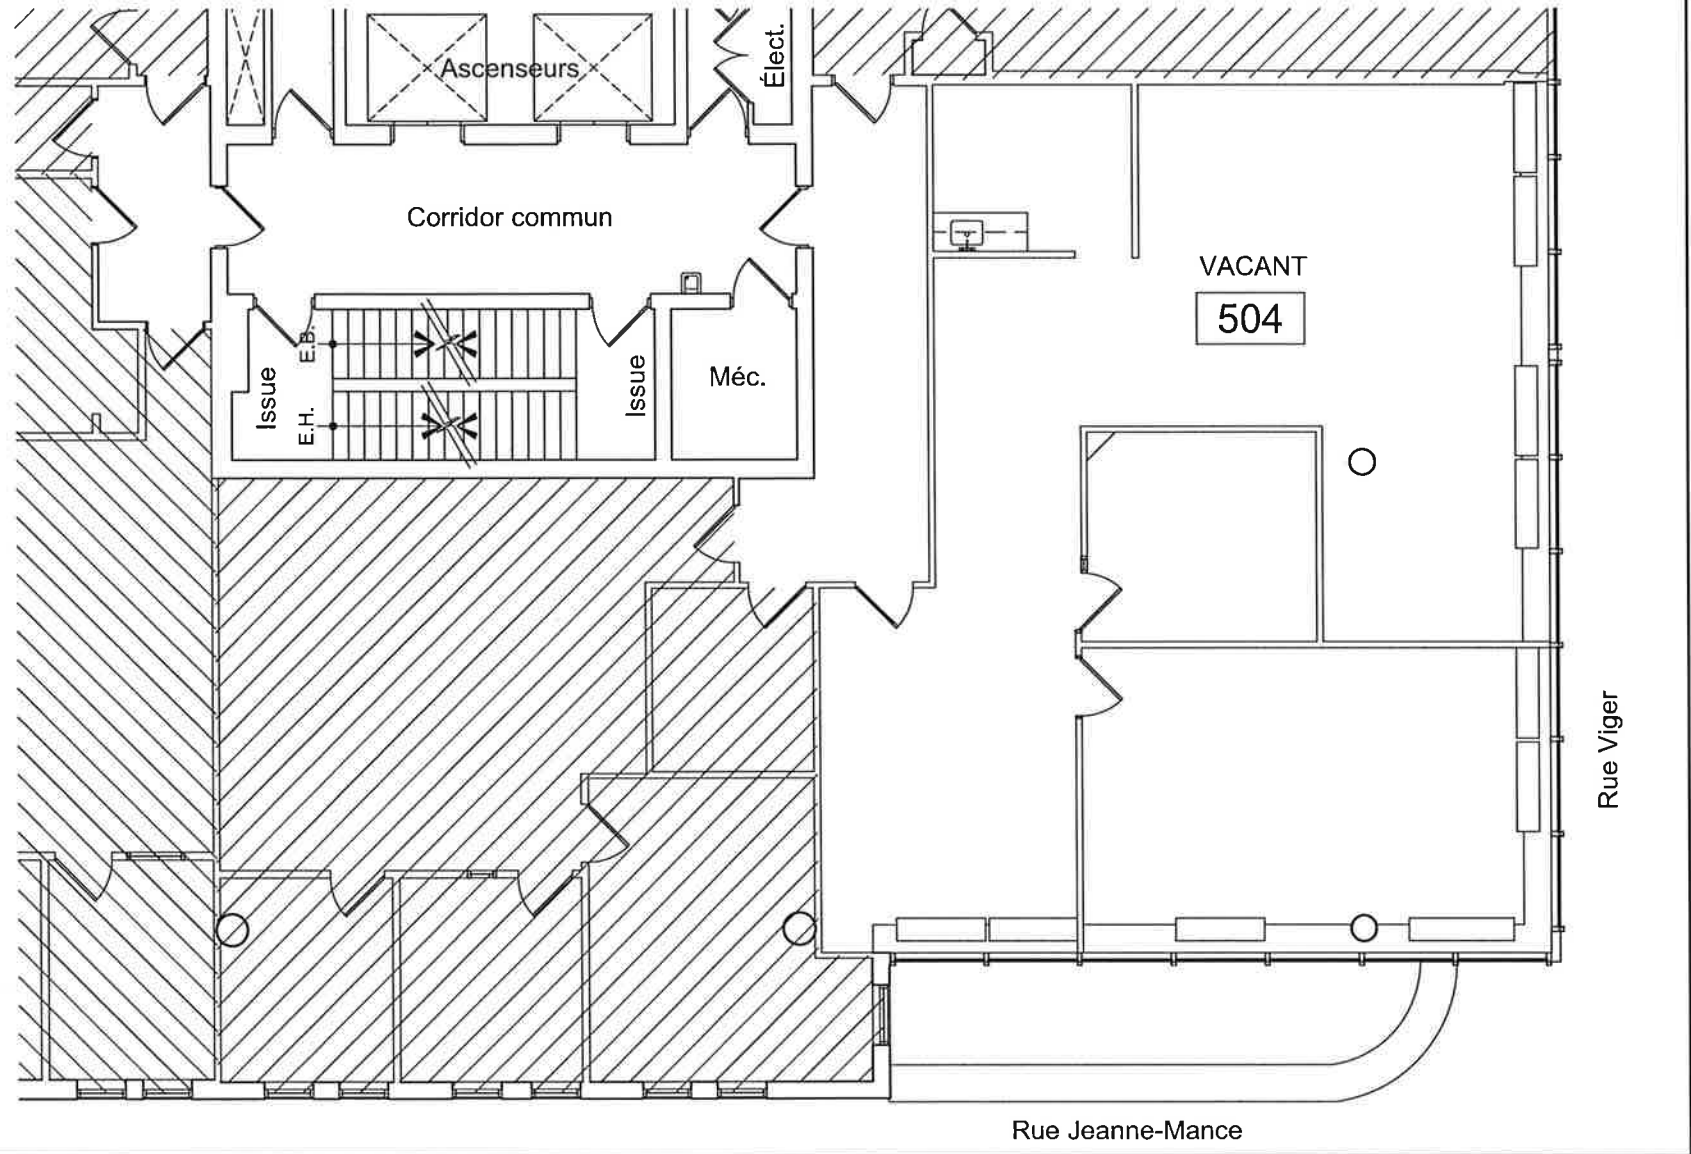 Ascenseurs
Élect.
Corridor commun
VACANT
504
E.B.
Issue
Issue
Méc.
E.H.
Rue Viger
Rue Jeanne-Mance